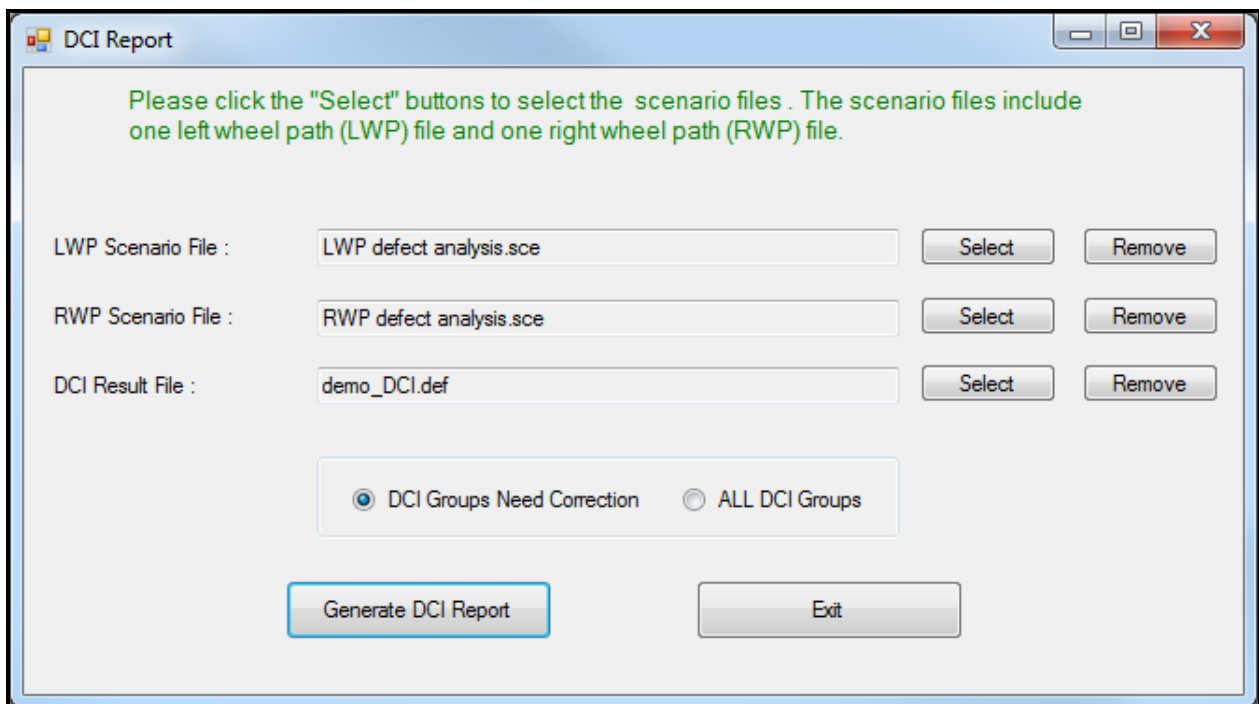 DCI Report
Please click the "Select" buttons to select the  scenario files . The scenario files include
one left wheel path (LWP) file and one right wheel path (RWP) file.
LWP Scenario File : LWP defect analysis.sce Select Remove
RWP Scenario File : RWP defect analysis.sce Select Remove
DCI Result File : demo_DCI.def Select Remove
DCI Groups Need Correction ALL DCI Groups
Generate DCI Report Exit